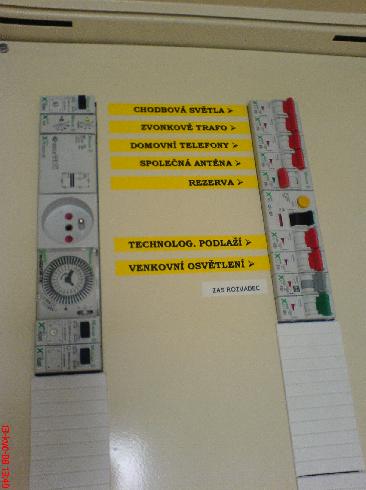 CHODBOVÁ SVĚTLA
ZVONKOVÉ TRAFO
DOMOVNÍ TELEFONY
SPOLEČNÁ ANTÉNA
REZERVA
TECHNOLOG. PODLAŽÍ
VENKOVNÍ OSVĚTLENÍ
ZAS ROZVADEC